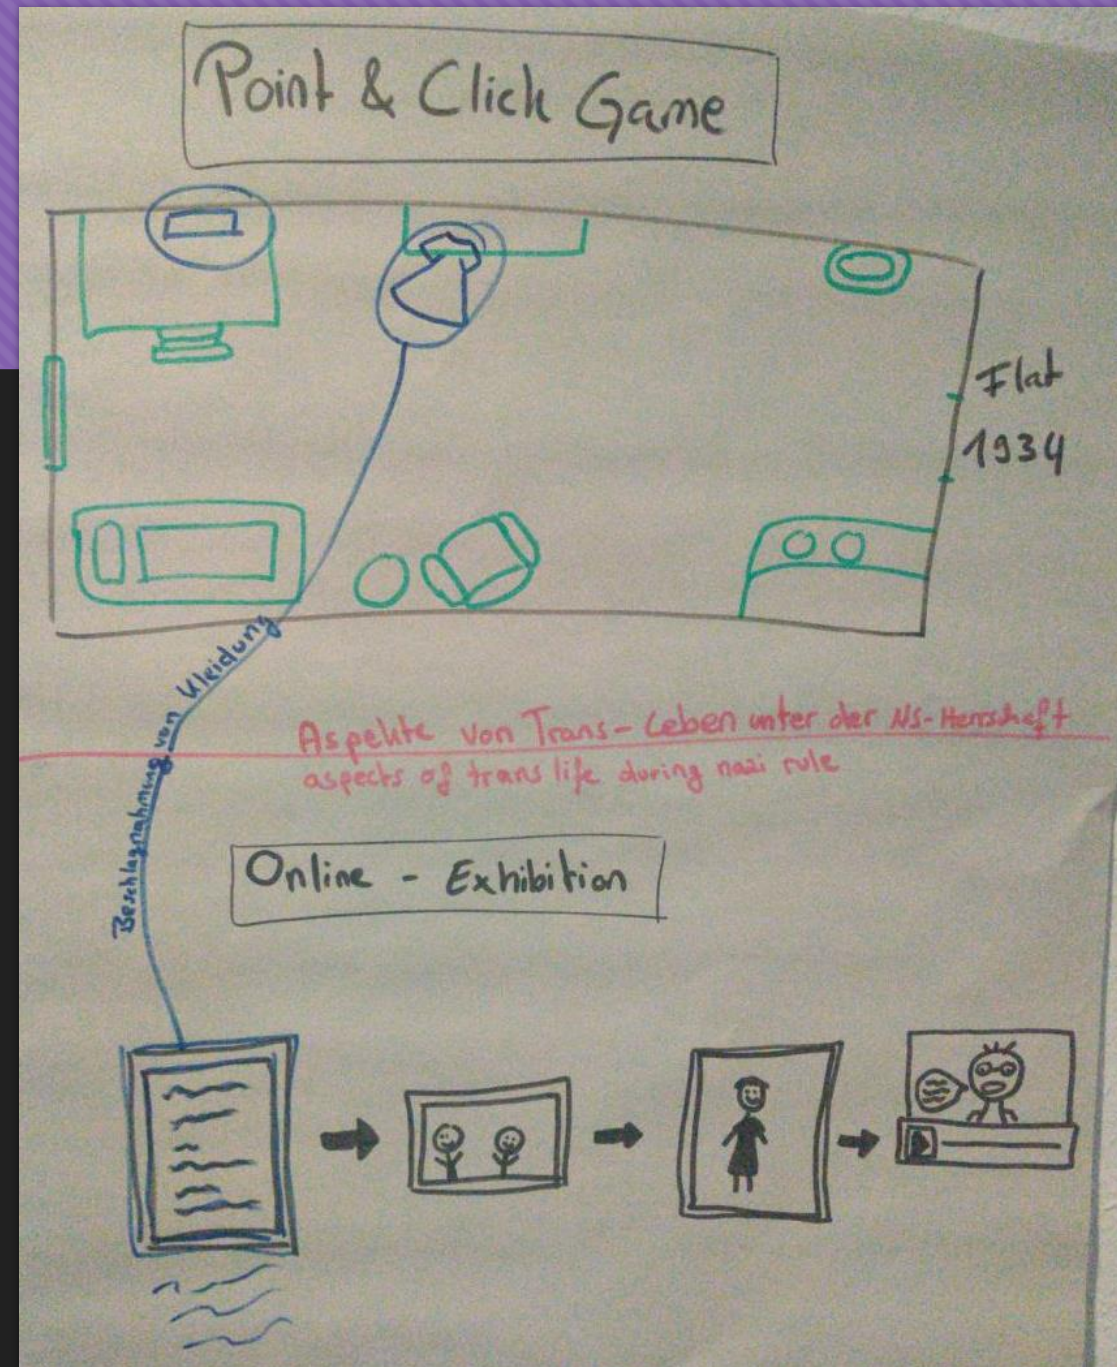 Point & Click Game
Flat
1934
Beschlagnahmung von Kleidung
Aspekte von Trans-Leben unter der NS-Herrschaft
aspects of trans life during nazi rule
Online - Exhibition